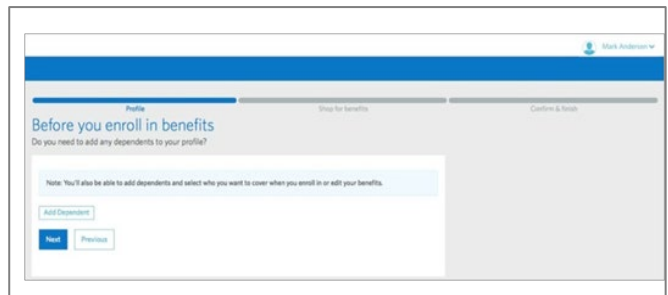 Mark Anderson
Profile
Shop for benefits
Confirm & finish
Before you enroll in benefits
Do you need to add any dependents to your profile?
Note: You'll also be able to add dependents and select who you want to cover when you enroll in or edit your benefits.
Add Dependent
Next
Previous